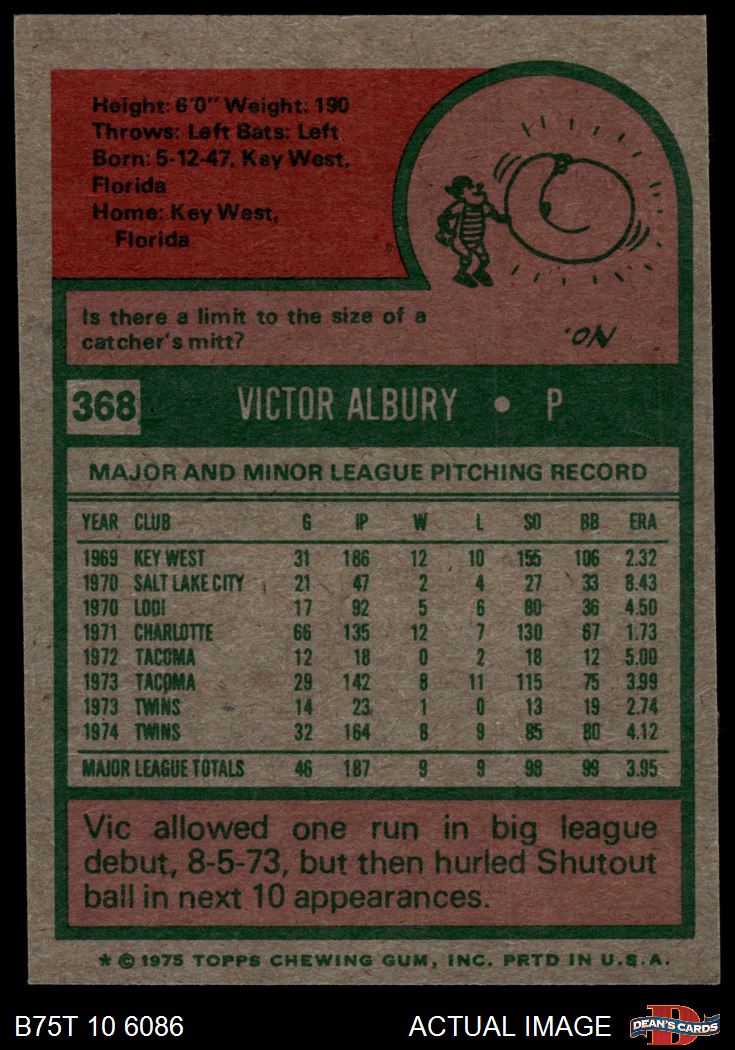 Height: 6'0" Weight: 190
Throws: Left Bats: Left
Born: 5-12-47, Key West,
Florida
Home: Key West,
Florida
Is there a limit to the size of a
catcher's mitt?
NO.
368 VICTOR ALBURY • P
MAJOR AND MINOR LEAGUE PITCHING RECORD
YEAR CLUB G IP W L SO BB ERA
1969 KEY WEST 31 186 12 10 155 106 2.32
1970 SALT LAKE CITY 21 47 2 4 27 33 8.43
1970 LODI 17 92 5 6 80 36 4.50
1971 CHARLOTTE 66 135 12 7 130 67 1.73
1972 TACOMA 12 18 0 2 18 12 5.00
1973 TACOMA 29 142 8 11 115 75 3.99
1973 TWINS 14 23 1 0 13 19 2.74
1974 TWINS 32 164 8 9 85 80 4.12
MAJOR LEAGUE TOTALS 46 187 9 9 98 99 3.95
Vic allowed one run in big league
debut, 8-5-73, but then hurled Shutout
ball in next 10 appearances.
* © 1975 TOPPS CHEWING GUM, INC. PRTD IN U.S.A.
B75T 10 6086 ACTUAL IMAGE DEAN'S CARDS